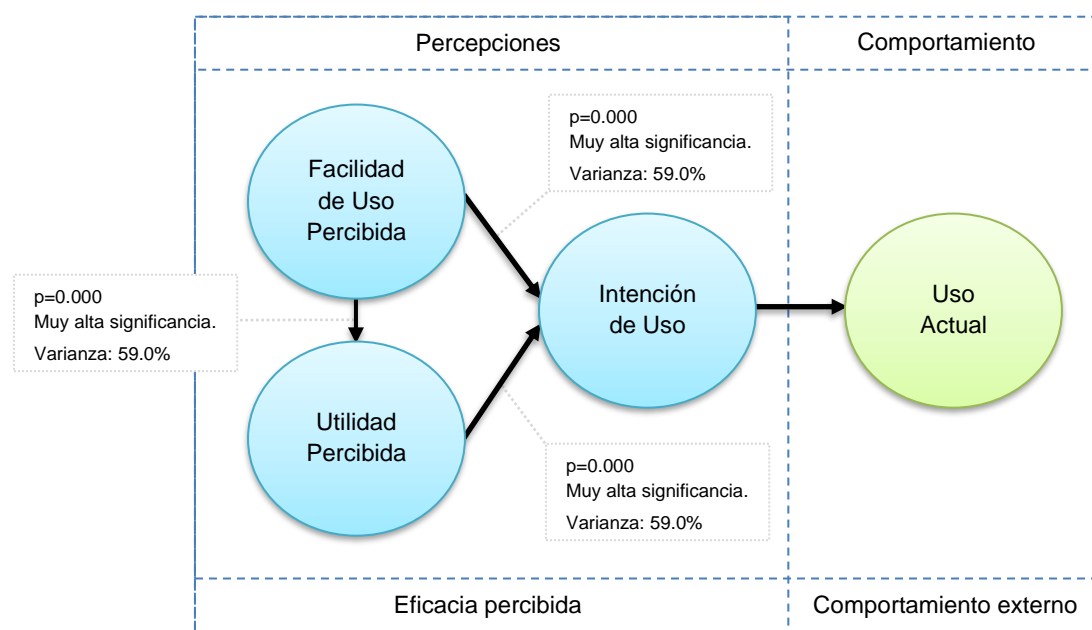 Percepciones
Comportamiento
p=0.000
Muy alta significancia.
Varianza: 59.0%
Facilidad
de Uso
Percibida
p=0.000
Muy alta significancia.
Varianza: 59.0%
Intención
de Uso
Uso
Actual
Utilidad
Percibida
p=0.000
Muy alta significancia.
Varianza: 59.0%
Eficacia percibida
Comportamiento externo